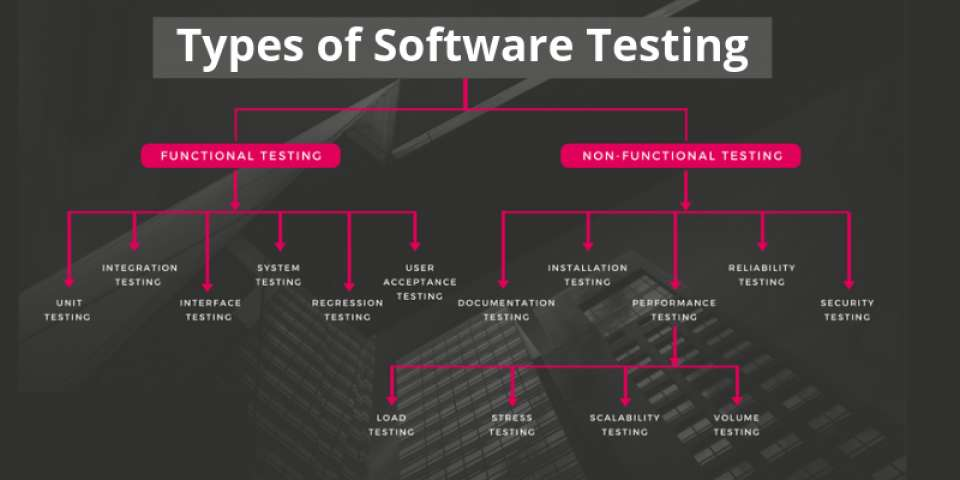 Types of Software Testing
FUNCTIONAL TESTING
NON-FUNCTIONAL TESTING
UNIT
TESTING
INTEGRATION
TESTING
INTERFACE
TESTING
SYSTEM
TESTING
REGRESSION
TESTING
USER
ACCEPTANCE
TESTING
DOCUMENTATION
TESTING
INSTALLATION
TESTING
PERFORMANCE
TESTING
RELIABILITY
TESTING
SECURITY
TESTING
LOAD
TESTING
STRESS
TESTING
SCALABILITY
TESTING
VOLUME
TESTING